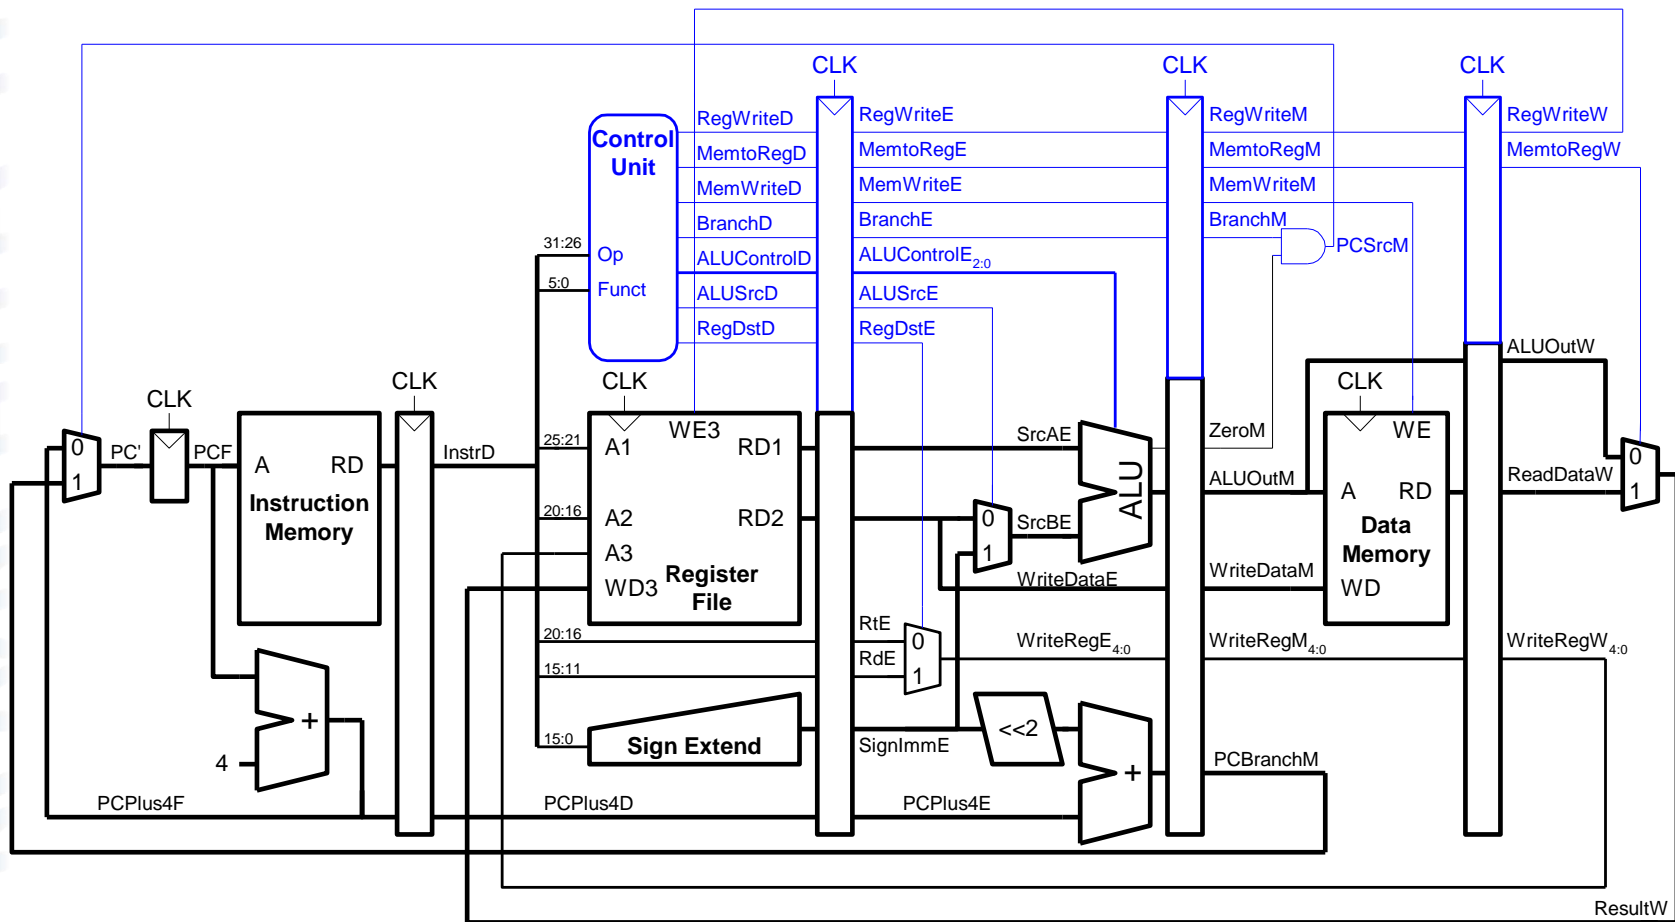 CLK
CLK
CLK
RegWriteD
RegWriteE
RegWriteM
RegWriteW
Control
Unit
MemtoRegD
MemtoRegE
MemtoRegM
MemtoRegW
MemWriteD
MemWriteE
MemWriteM
BranchD
BranchE
BranchM
31:26
Op
ALUControlD
ALUControlE2:0
PCSrcM
5:0
Funct
ALUSrcD
ALUSrcE
RegDstD
RegDstE
ALUOutW
CLK
CLK
CLK
CLK
0
1
PC'
PCF
A
RD
Instruction
Memory
InstrD
25:21
A1
WE3
RD1
SrcAE
ZeroM
WE
0
1
ALU
ALUOutM
A
RD
ReadDataW
20:16
A2
RD2
0
1
SrcBE
Data
Memory
A3
WD3
Register
File
WriteDataE
WriteDataM
WD
20:16
RtE
0
WriteRegE4:0
WriteRegM4:0
WriteRegW4:0
15:11
RdE
1
+
4
15:0
Sign Extend
SignImmE
<<2
+
PCBranchM
PCPlus4F
PCPlus4D
PCPlus4E
ResultW